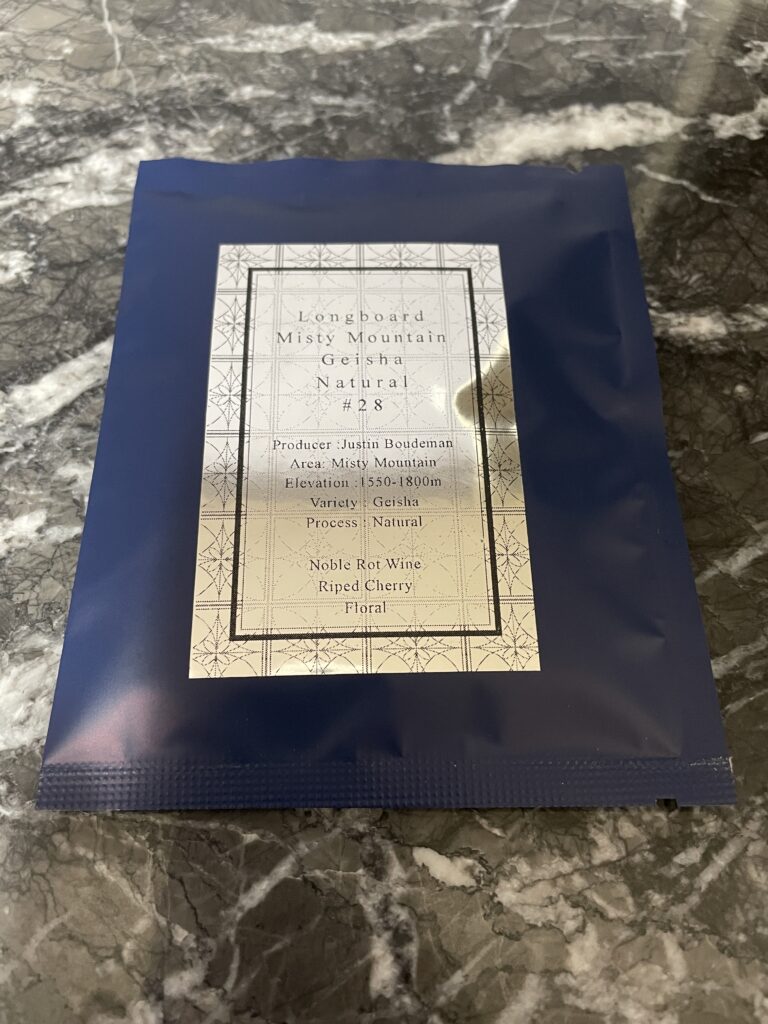 Longboard
Misty Mountain
Geisha
Natural
#28
Producer :Justin Boudeman
Area: Misty Mountain
Elevation :1550-1800m
Variety : Geisha
Process : Natural
Noble Rot Wine
Riped Cherry
Floral